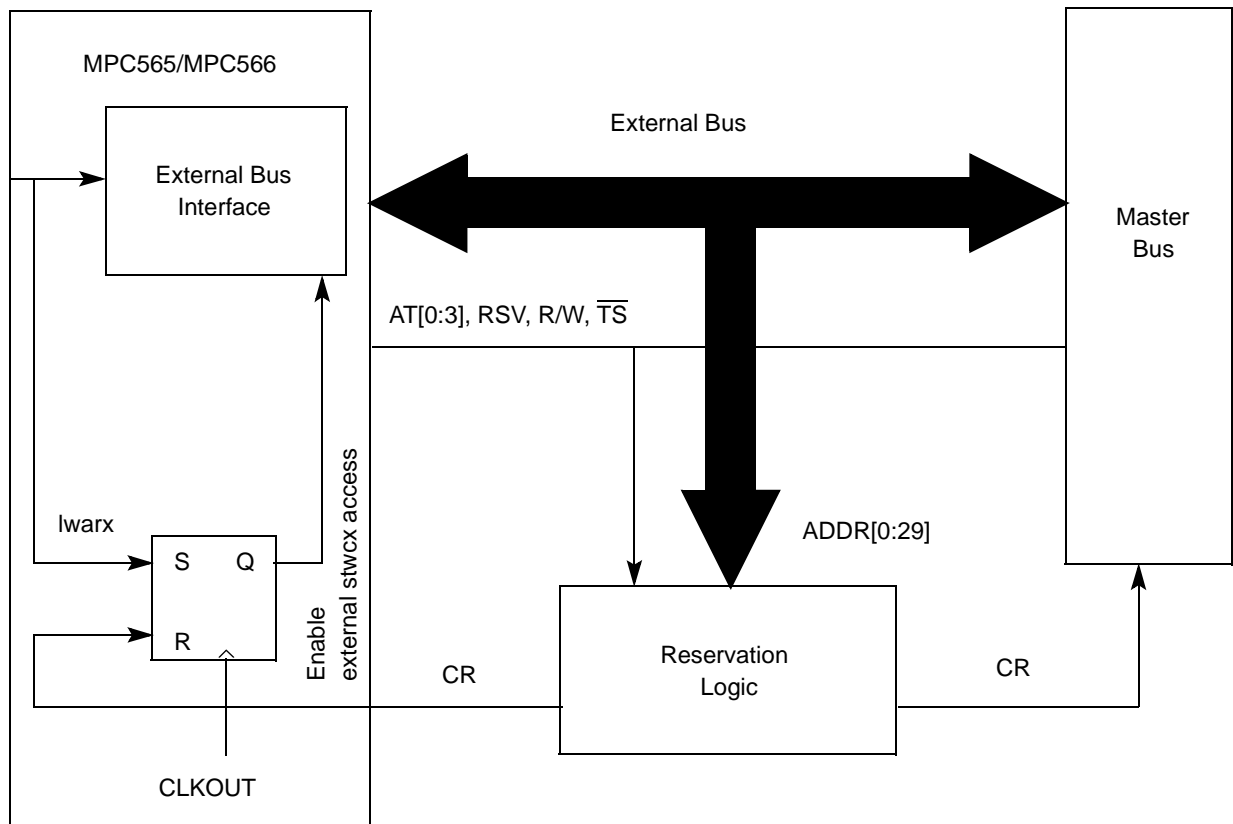 MPC565/MPC566
External Bus
External Bus
Interface
Master
Bus
AT[0:3], RSV, R/W, T̅S̅
lwarx
S Q
R
Enable
external stwcx access
ADDR[0:29]
Reservation
Logic
CR
CR
CLKOUT